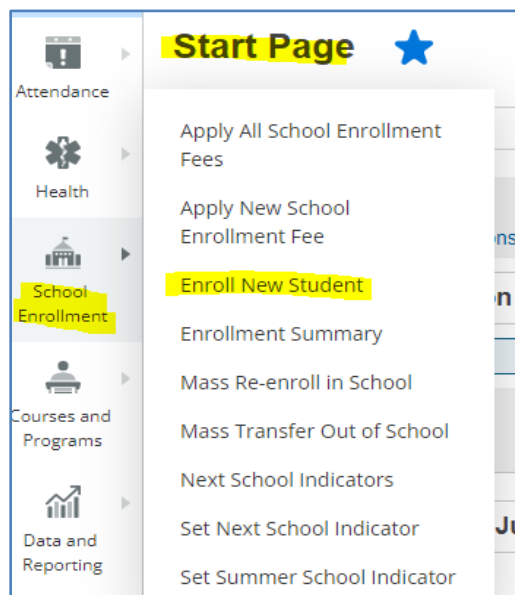 Start Page
Attendance
Health
School
Enrollment
Courses and
Programs
Data and
Reporting
Apply All School Enrollment
Fees
Apply New School
Enrollment Fee
Enroll New Student
Enrollment Summary
Mass Re-enroll in School
Mass Transfer Out of School
Next School Indicators
Set Next School Indicator
Set Summer School Indicator